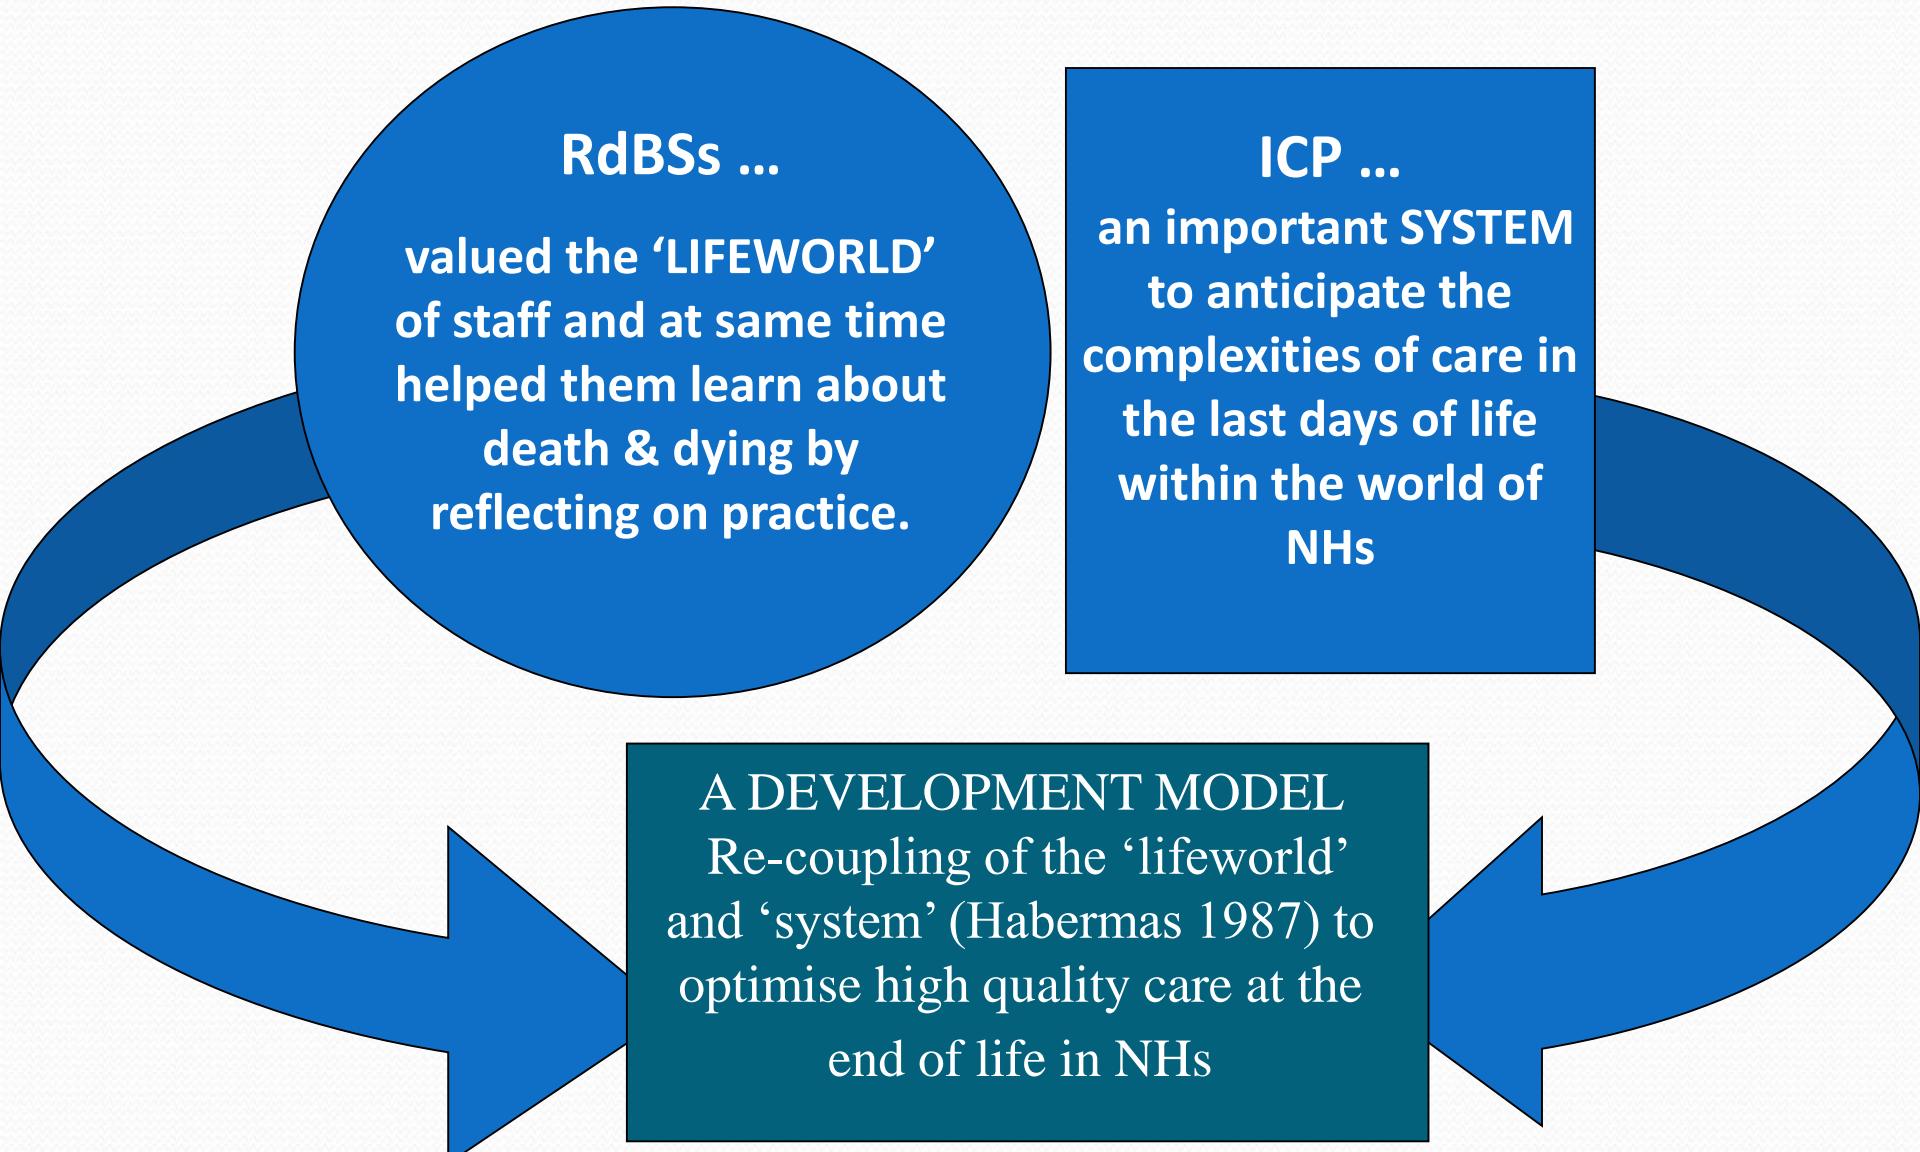 RdBSs …
valued the ‘LIFEWORLD’
of staff and at same time
helped them learn about
death & dying by
reflecting on practice.
ICP …
an important SYSTEM
to anticipate the
complexities of care in
the last days of life
within the world of
NHs
A DEVELOPMENT MODEL
Re-coupling of the ‘lifeworld’
and ‘system’ (Habermas 1987) to
optimise high quality care at the
end of life in NHs